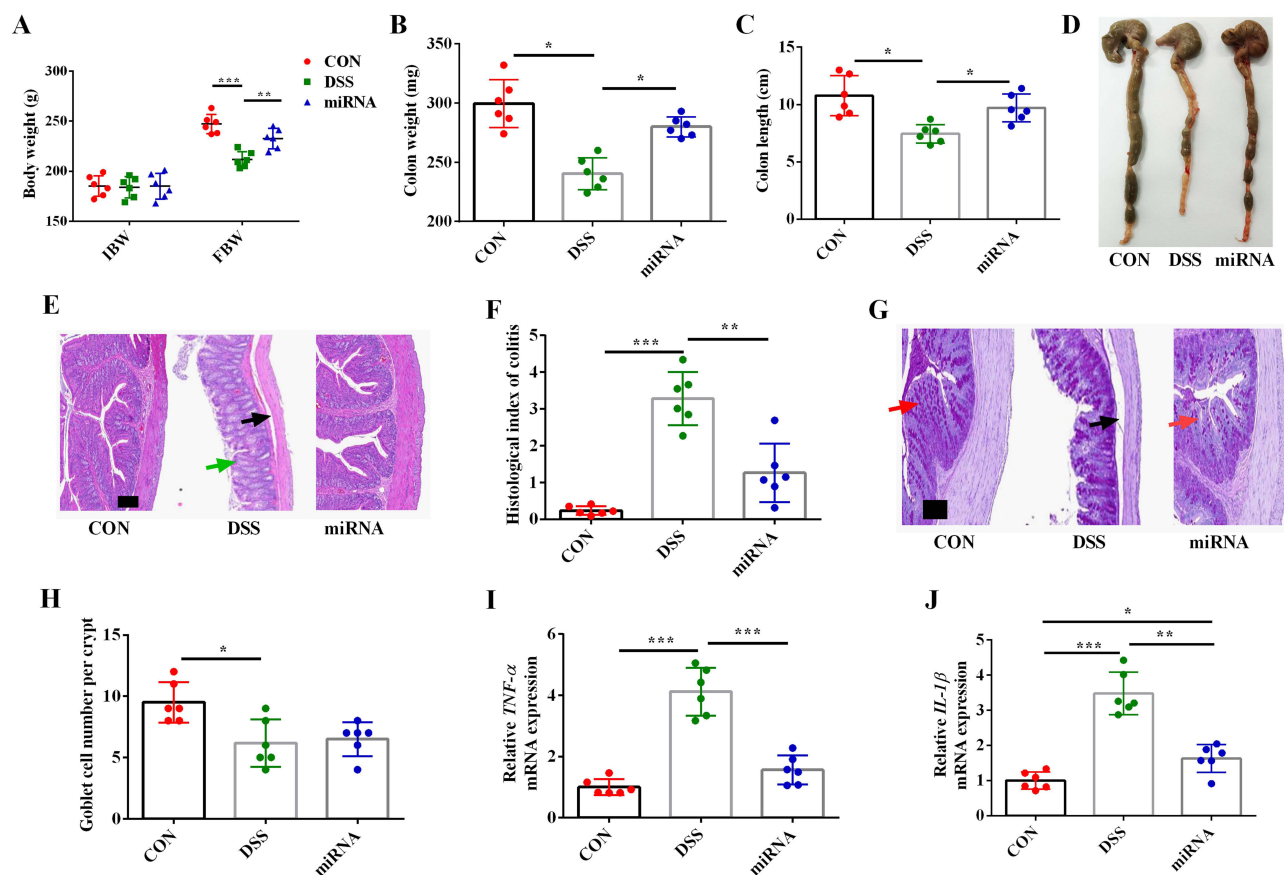 A
Body weight (g)
300
250
200
150
IBW
FBW
***
**
CON
DSS
miRNA
B
Colon weight (mg)
350
300
250
200
*
*
CON
DSS
miRNA
C
Colon length (cm)
15
10
5
0
*
*
CON
DSS
miRNA
D
CON DSS miRNA
E
CON DSS miRNA
F
Histological index of colitis
5
4
3
2
1
0
***
**
CON
DSS
miRNA
G
CON DSS miRNA
H
Goblet cell number per crypt
15
10
5
0
*
CON
DSS
miRNA
I
Relative TNF-α
mRNA expression
6
4
2
0
***
***
CON
DSS
miRNA
J
Relative IL-1β
mRNA expression
5
4
3
2
1
0
*
***
**
CON
DSS
miRNA